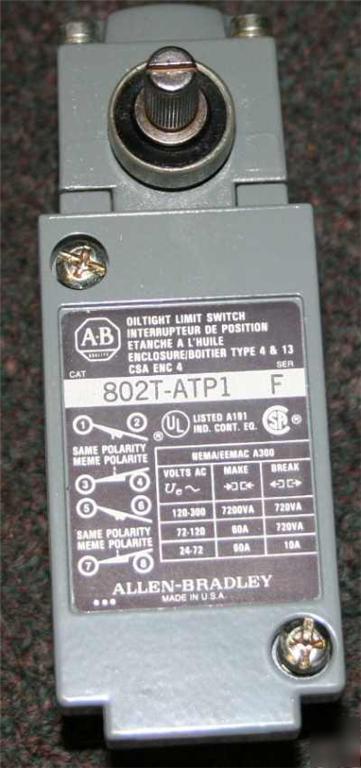 A-B
QUALITY
OILTIGHT LIMIT SWITCH
INTERRUPTEUR DE POSITION
ETANCHE A L'HUILE
ENCLOSURE/BOITIER TYPE 4 & 13
CSA ENC 4
CAT SER
802T-ATP1 F
1 2
® UL LISTED A191 SA ®
IND. CONT. EQ.
SAME POLARITY
MEME POLARITE
3 4
5 6
SAME POLARITY
MEME POLARITE
7 8
NEMA/EEMAC A300
VOLTS AC MAKE BREAK
Ue ~
120-300 7200VA 720VA
72-120 60A 720VA
24-72 60A 10A
ALLEN-BRADLEY
MADE IN U.S.A.